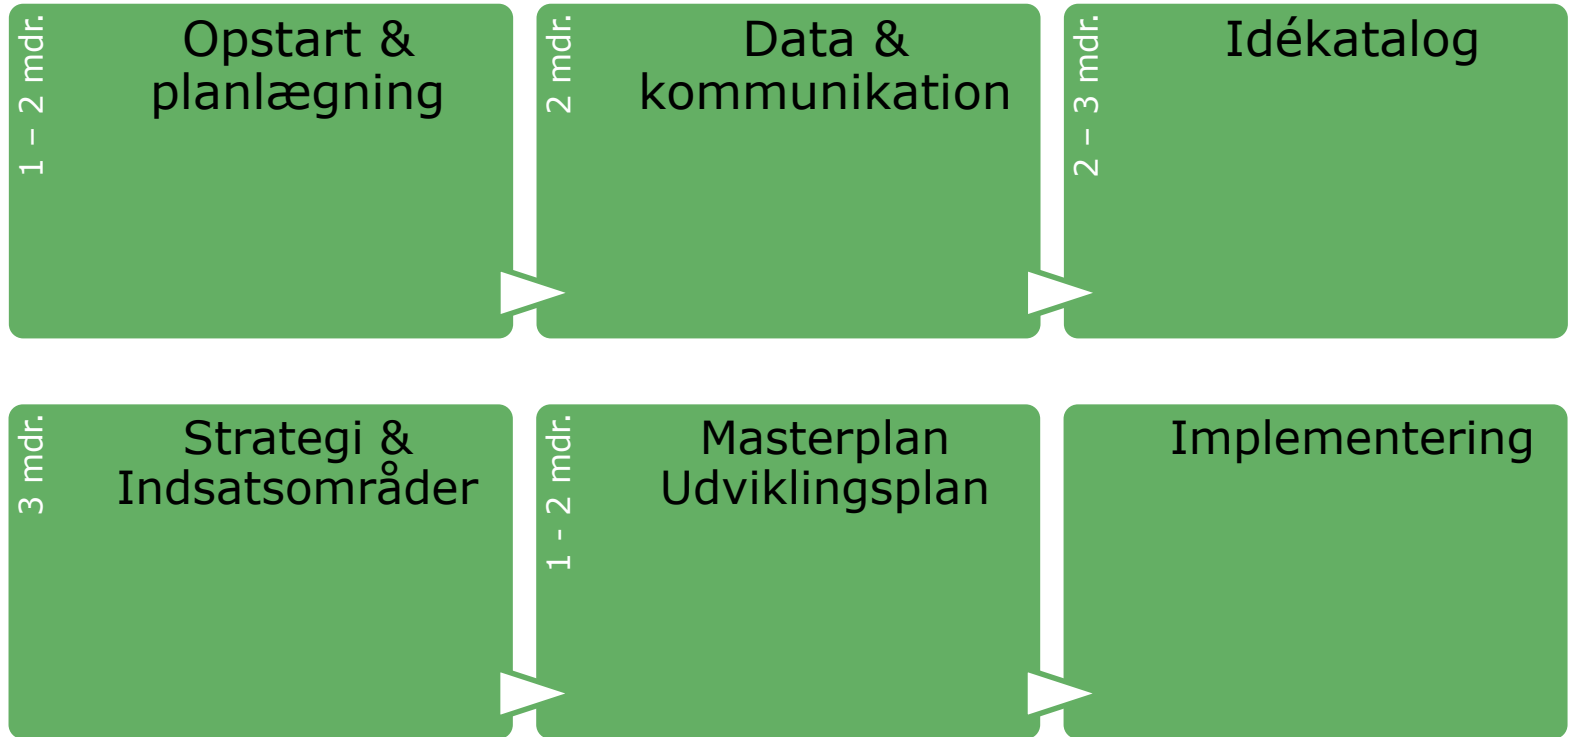 1 – 2 mdr.
Opstart &
planlægning
2 mdr.
Data &
kommunikation
2 – 3 mdr.
Idékatalog
3 mdr.
Strategi &
Indsatsområder
1 - 2 mdr.
Masterplan
Udviklingsplan
Implementering